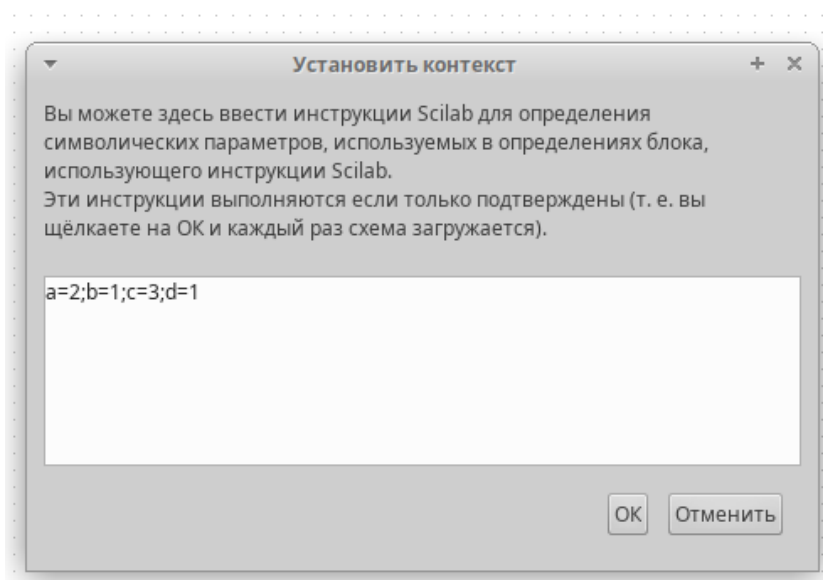 Установить контекст
Вы можете здесь ввести инструкции Scilab для определения
символических параметров, используемых в определениях блока,
использующего инструкции Scilab.
Эти инструкции выполняются если только подтверждены (т. е. вы
щёлкаете на ОК и каждый раз схема загружается).
a=2;b=1;c=3;d=1
ОК Отменить